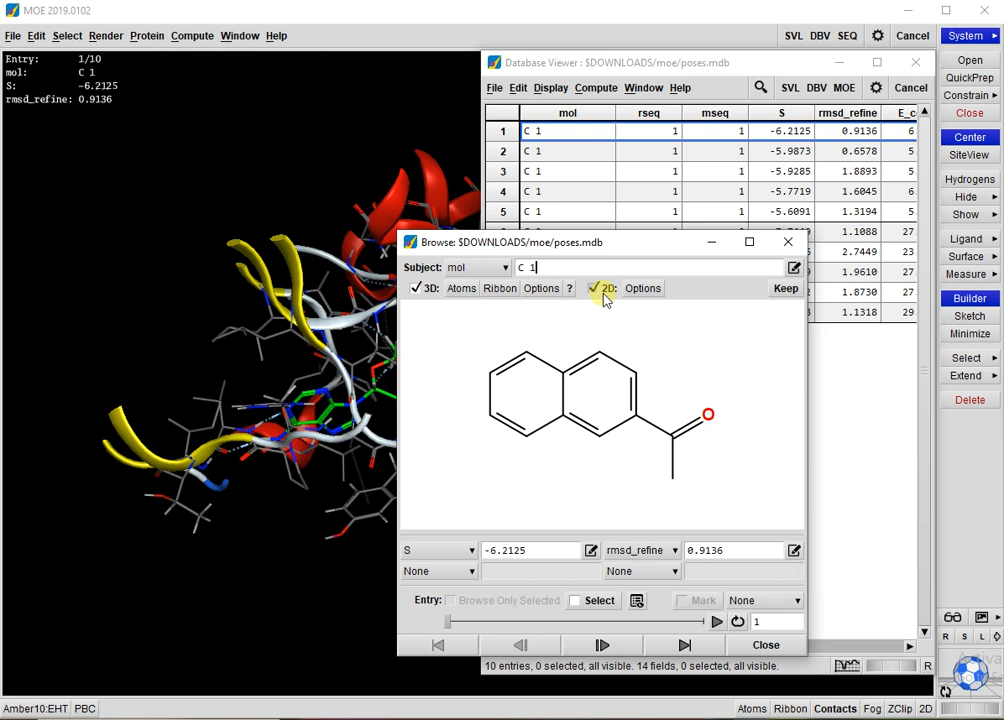 MOE 2019.0102
File Edit Select Render Protein Compute Window Help SVL DBV SEQ Cancel System
Entry: 1/10
mol: C 1
S: -6.2125
rmsd_refine: 0.9136
Database Viewer : $DOWNLOADS/moe/poses.mdb
File Edit Display Compute Window Help SVL DBV MOE Cancel
mol rseq mseq S rmsd_refine E_c
1 C 1 1 1 -6.2125 0.9136 6.
2 C 1 1 1 -5.9873 0.6578 5.
3 C 1 1 1 -5.9285 1.8893 5.
4 C 1 1 1 -5.7719 1.6045 6.
5 C 1 1 1 -5.6091 1.3194 5.
1.1088 27.
2.7449 23.
1.9610 27.
1.8730 27.
1.1318 29.
Browse: $DOWNLOADS/moe/poses.mdb
Subject: mol C 1
3D: Atoms Ribbon Options ? 2D: Options Keep
O
S -6.2125 rmsd_refine 0.9136
None None
Entry: Browse Only Selected Select Mark None
1
Close
10 entries, 0 selected, all visible. 14 fields, 0 selected, all visible. R
Open
QuickPrep
Constrain
Close
Center
SiteView
Hydrogens
Hide
Show
Ligand
Surface
Measure
Builder
Sketch
Minimize
Select
Extend
Delete
R S L
Amber10:EHT PBC Atoms Ribbon Contacts Fog ZClip 2D